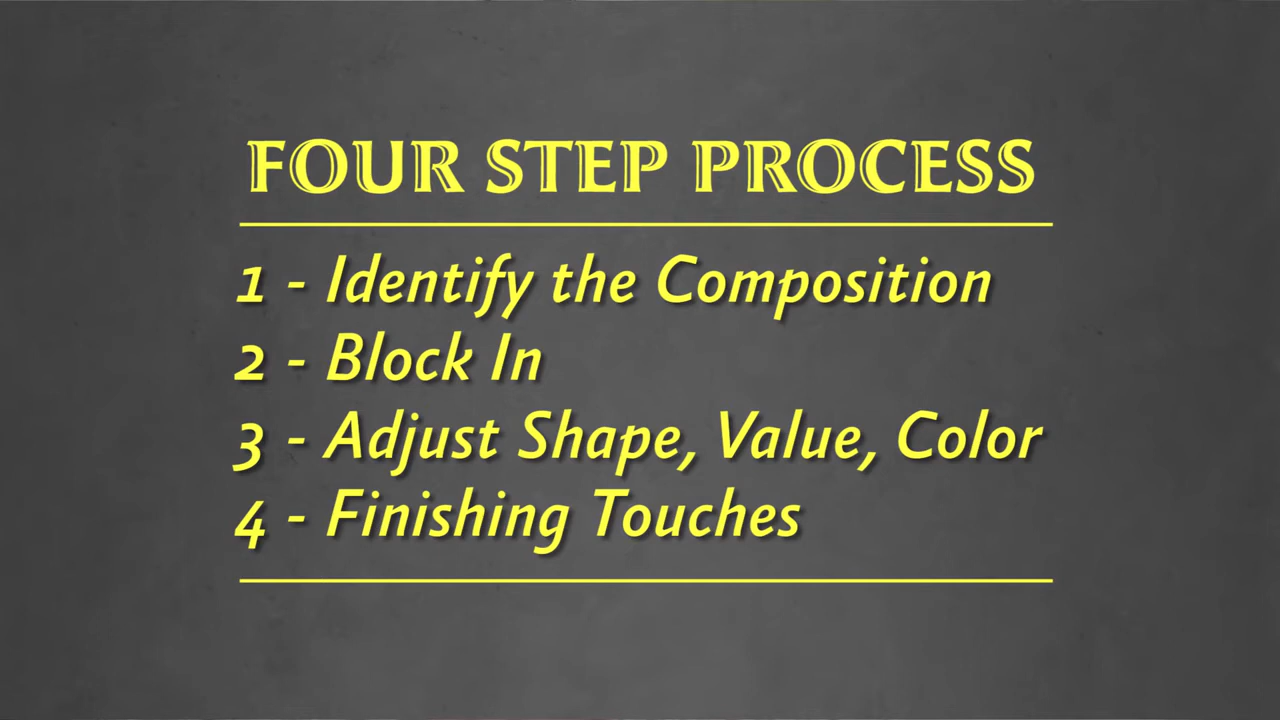 FOUR STEP PROCESS
1 - Identify the Composition
2 - Block In
3 - Adjust Shape, Value, Color
4 - Finishing Touches